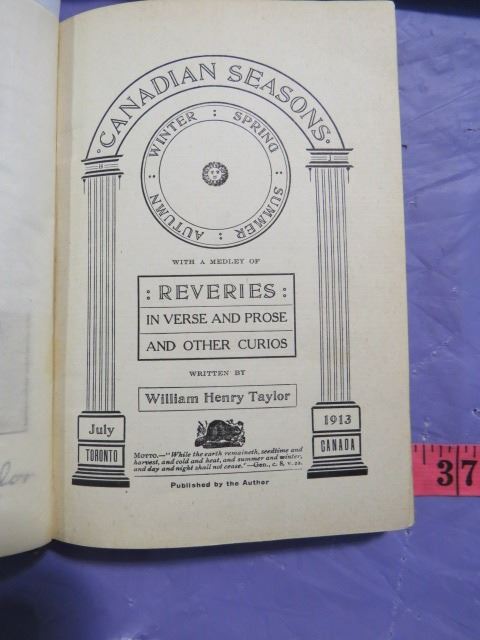 CANADIAN SEASONS
WINTER : SPRING : SUMMER : AUTUMN :
WITH A MEDLEY OF
: REVERIES :
IN VERSE AND PROSE
AND OTHER CURIOS
WRITTEN BY
William Henry Taylor
July
TORONTO
1913
CANADA
MOTTO.—"While the earth remaineth, seedtime and
harvest, and cold and heat, and summer and winter,
and day and night shall not cease."—Gen., c. 8, v. 22.
Published by the Author
37